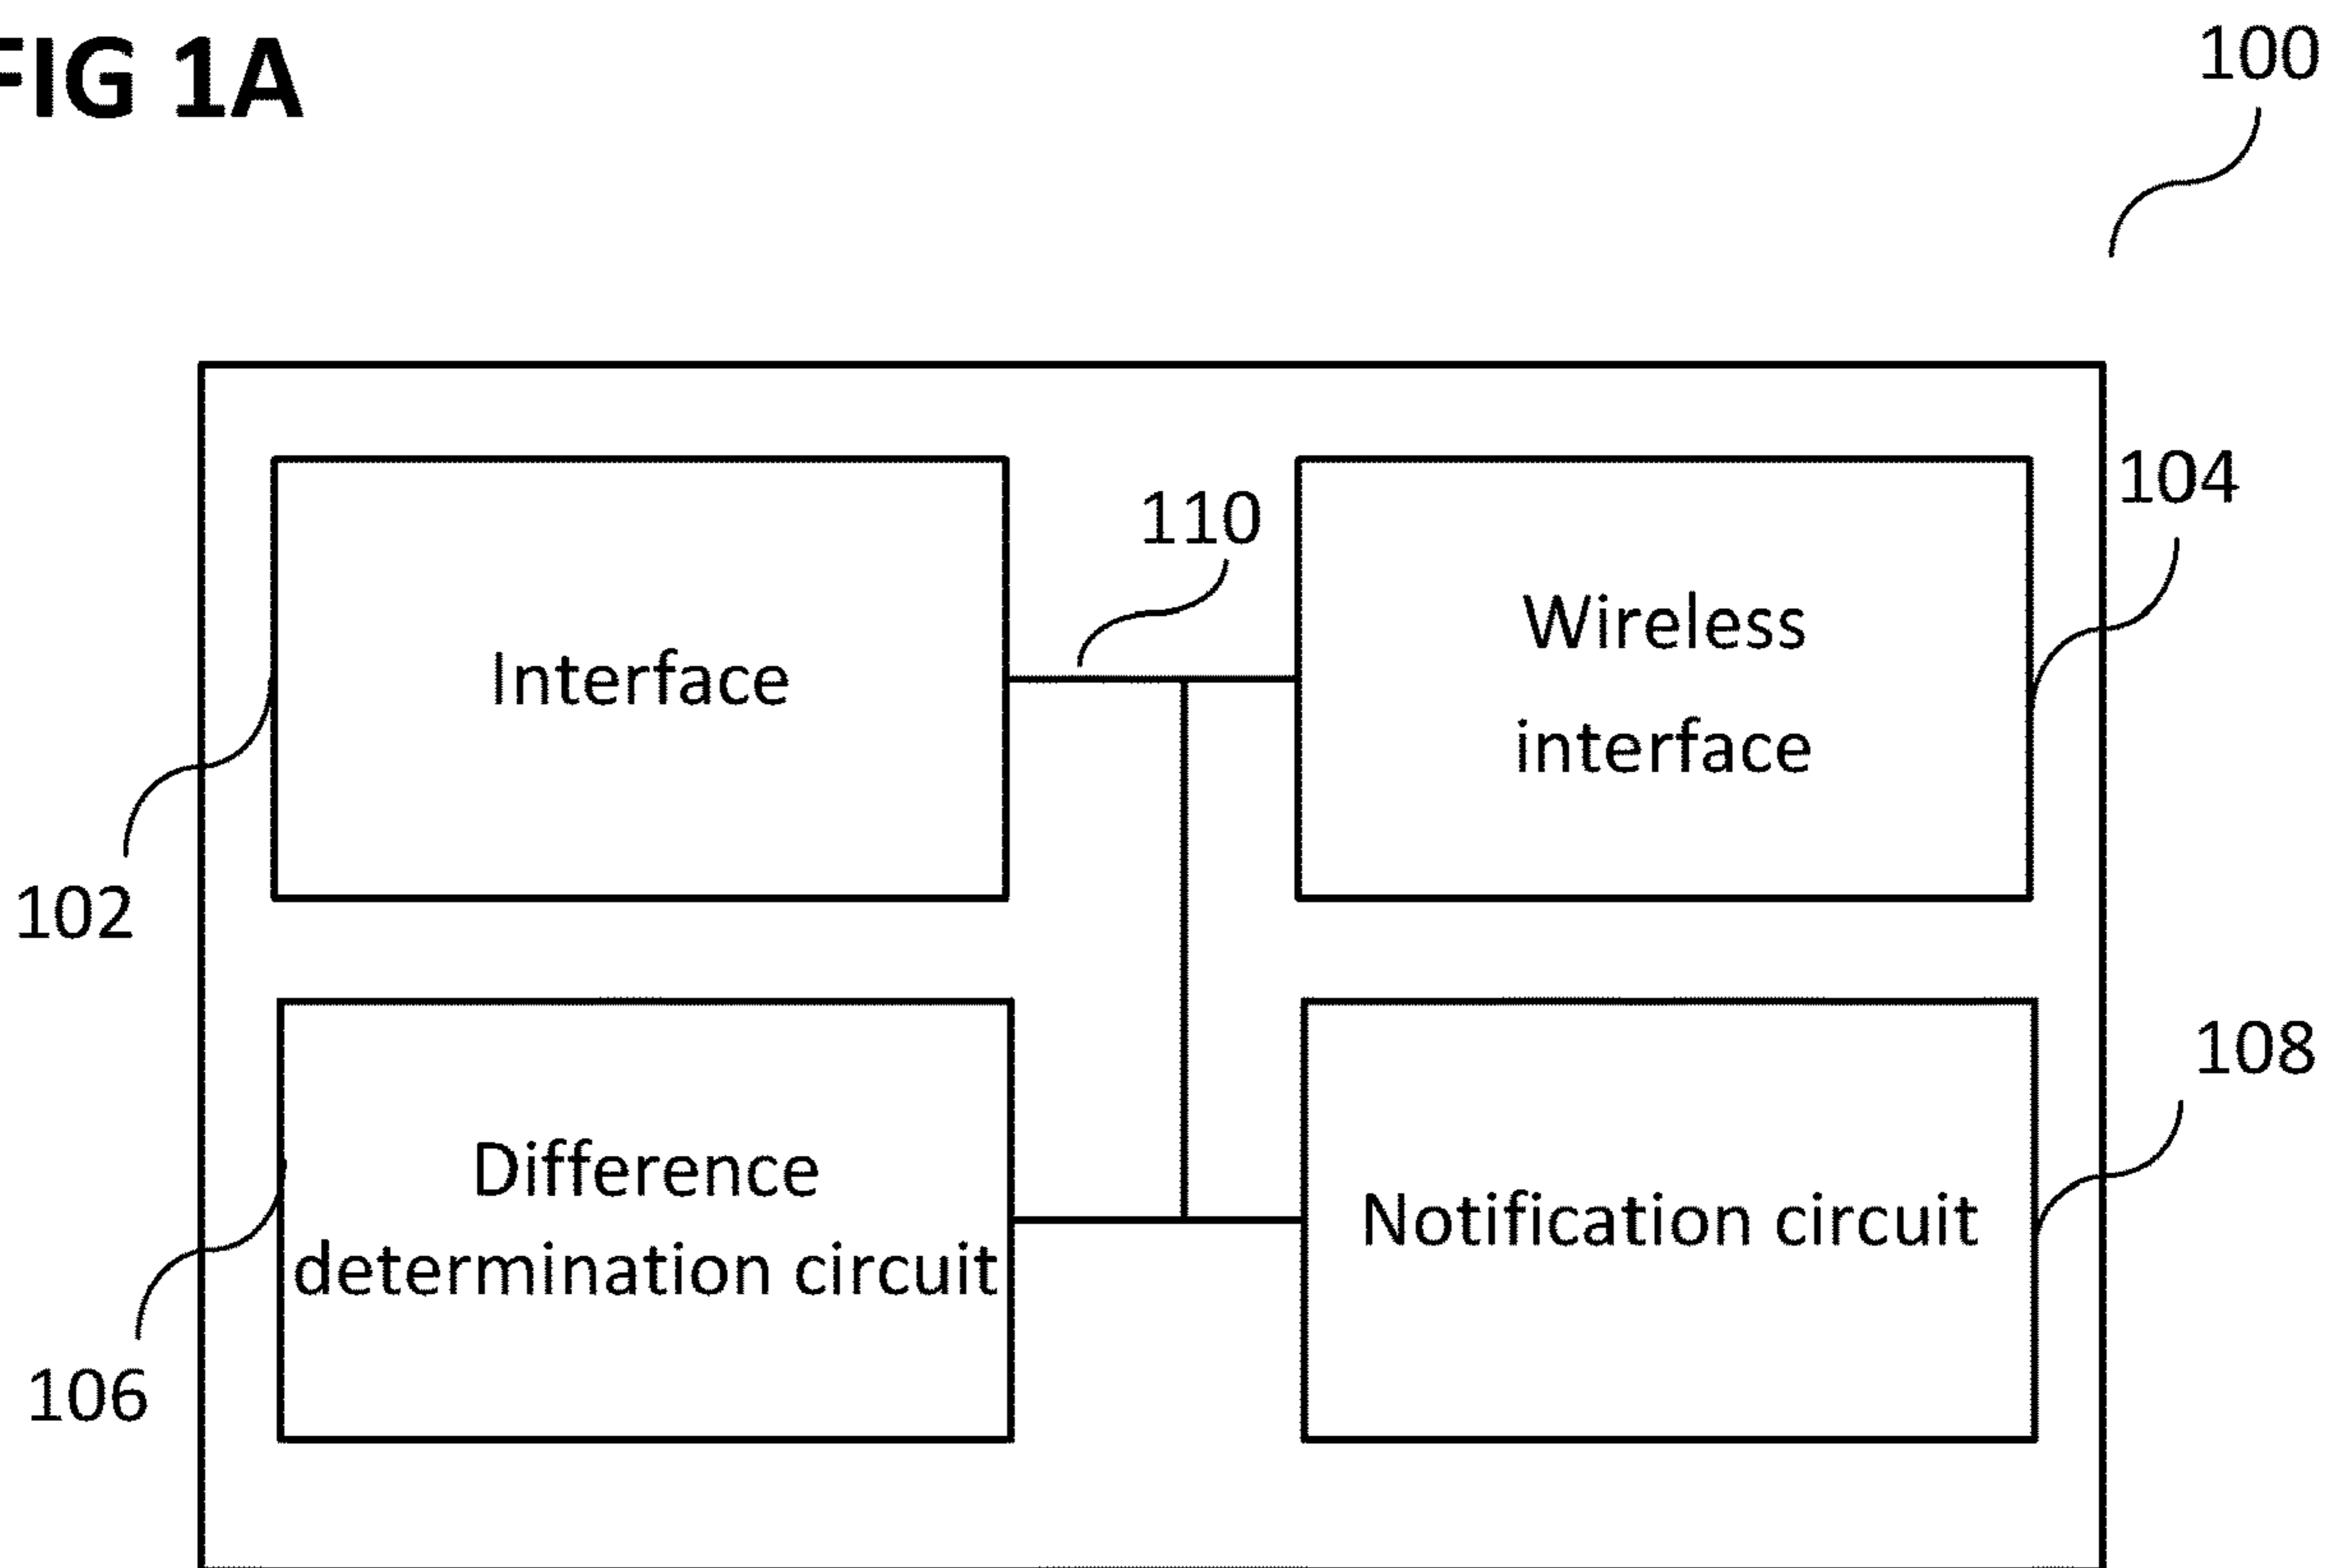 FIG 1A
100
104
110
Interface
Wireless
interface
102
108
Difference
determination circuit
Notification circuit
106